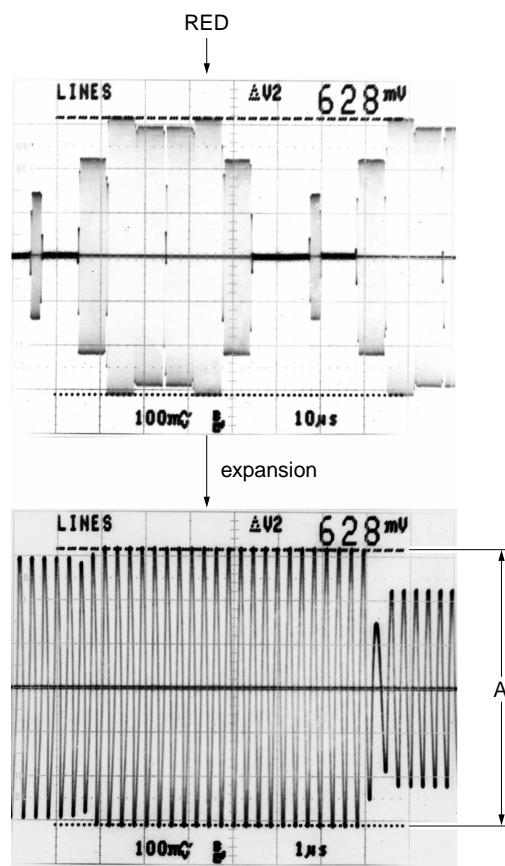 RED
LINES ΔV2 628mV
100mV 10μs
expansion
LINES ΔV2 628mV
A
100mV 1μs